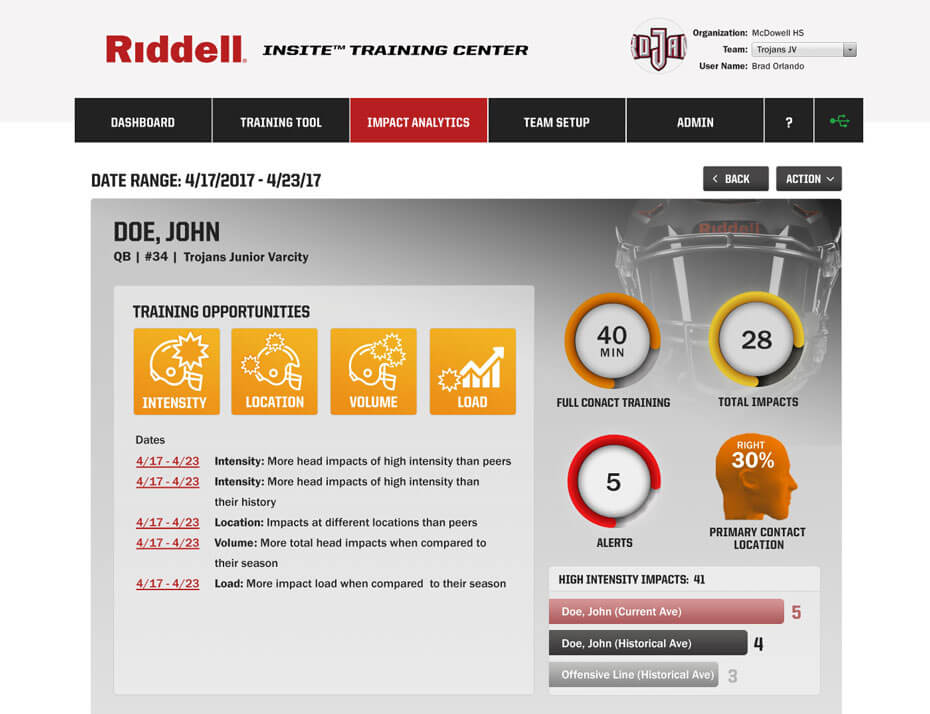 Riddell
INSITE™ TRAINING CENTER
DJA
Organization: McDowell HS
Team: Trojans JV
User Name: Brad Orlando
DASHBOARD
TRAINING TOOL
IMPACT ANALYTICS
TEAM SETUP
ADMIN
?
DATE RANGE: 4/17/2017 - 4/23/17
< BACK
ACTION
DOE, JOHN
QB | #34 | Trojans Junior Varcity
Riddell
TRAINING OPPORTUNITIES
INTENSITY
LOCATION
VOLUME
LOAD
Dates
4/17 - 4/23 Intensity: More head impacts of high intensity than peers
4/17 - 4/23 Intensity: More head impacts of high intensity than
their history
4/17 - 4/23 Location: Impacts at different locations than peers
4/17 - 4/23 Volume: More total head impacts when compared to
their season
4/17 - 4/23 Load: More impact load when compared to their season
40
MIN
FULL CONACT TRAINING
28
TOTAL IMPACTS
5
ALERTS
RIGHT
30%
PRIMARY CONTACT
LOCATION
HIGH INTENSITY IMPACTS: 41
Doe, John (Current Ave) 5
Doe, John (Historical Ave) 4
Offensive Line (Historical Ave) 3